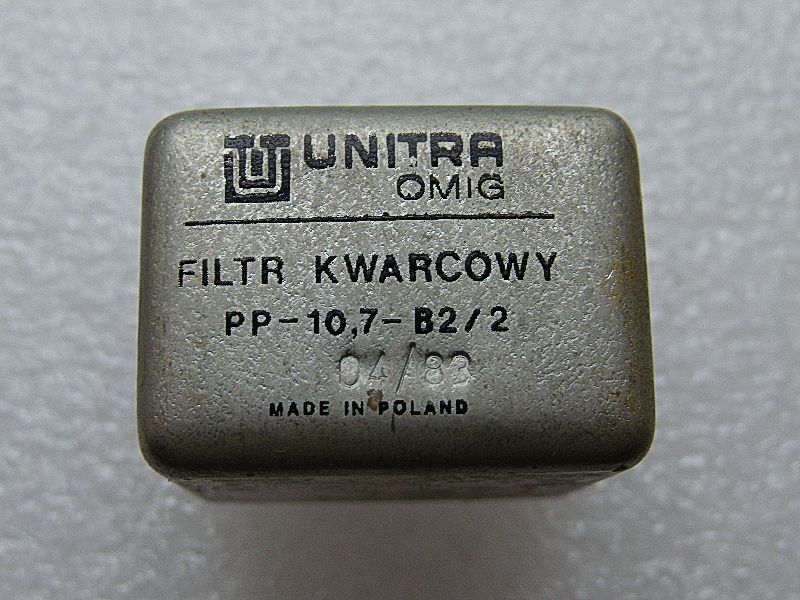 UNITRA
OMIG
FILTR KWARCOWY
PP-10,7-B2/2
04/83
MADE IN POLAND